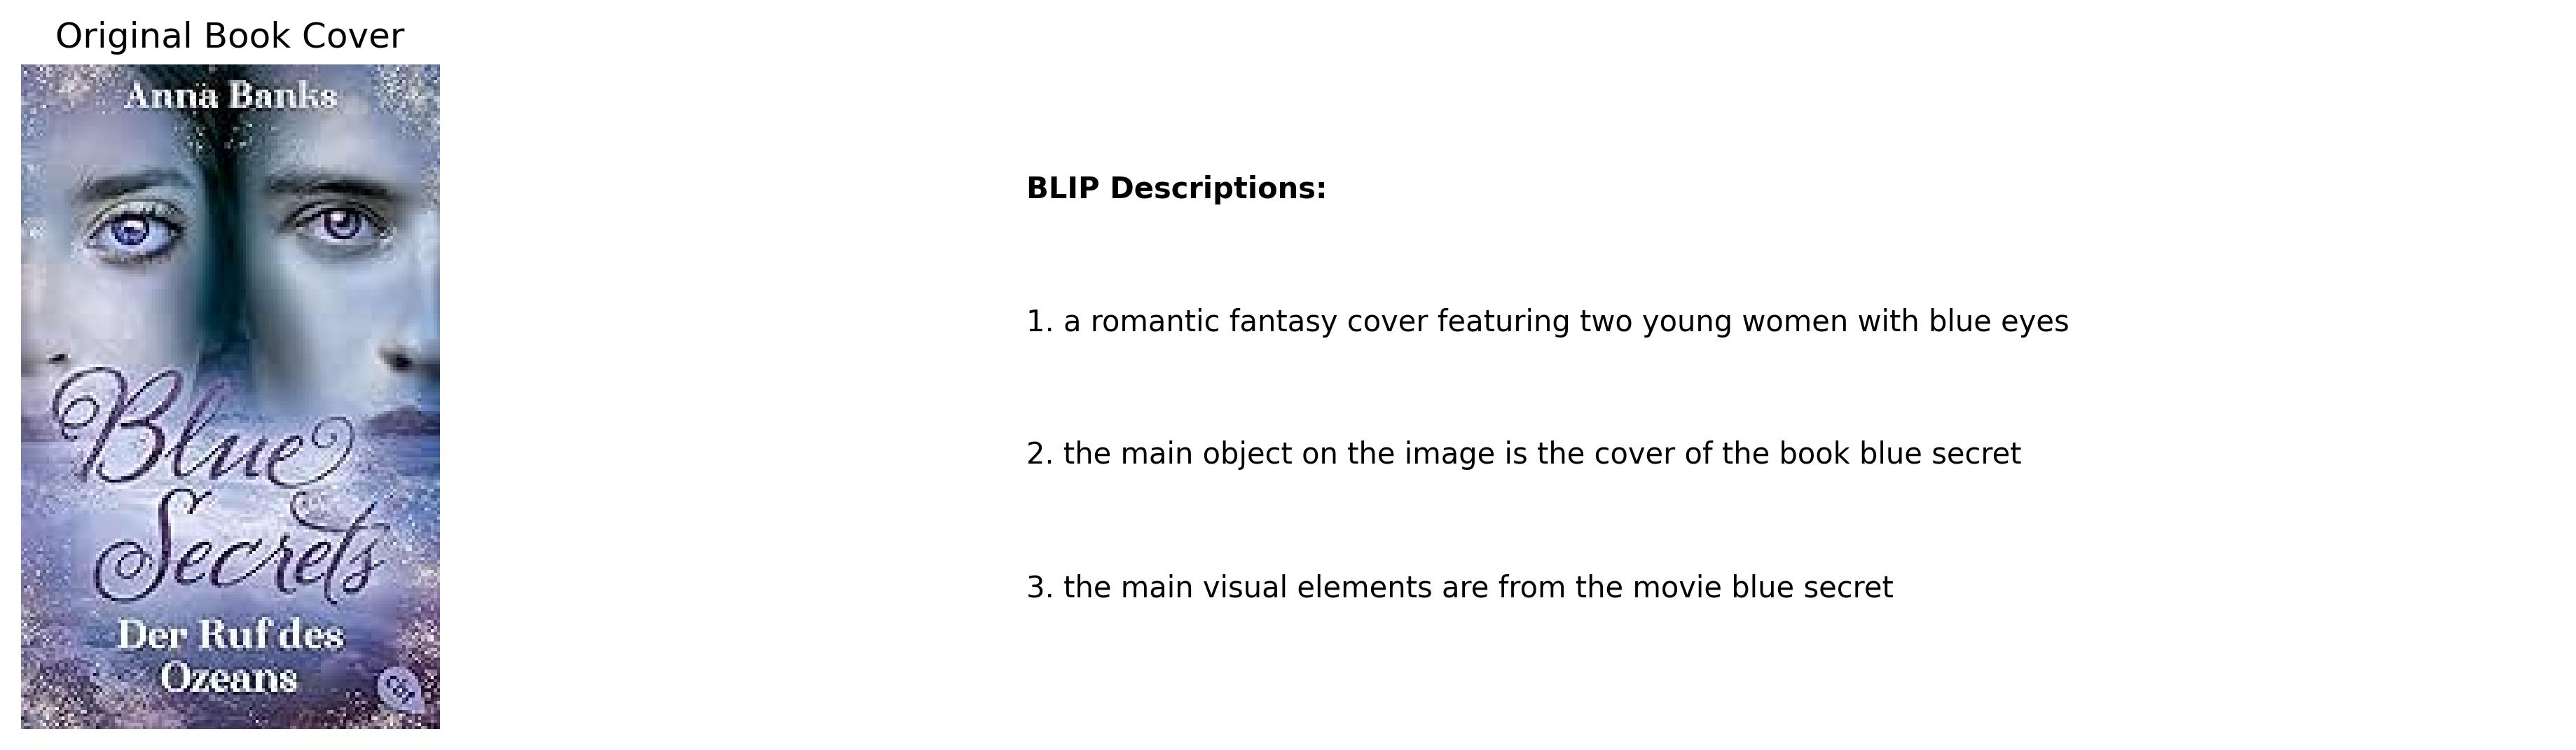 Original Book Cover
Anna Banks
Blue
Secrets
Der Ruf des
Ozeans
cbt
BLIP Descriptions:
1. a romantic fantasy cover featuring two young women with blue eyes
2. the main object on the image is the cover of the book blue secret
3. the main visual elements are from the movie blue secret